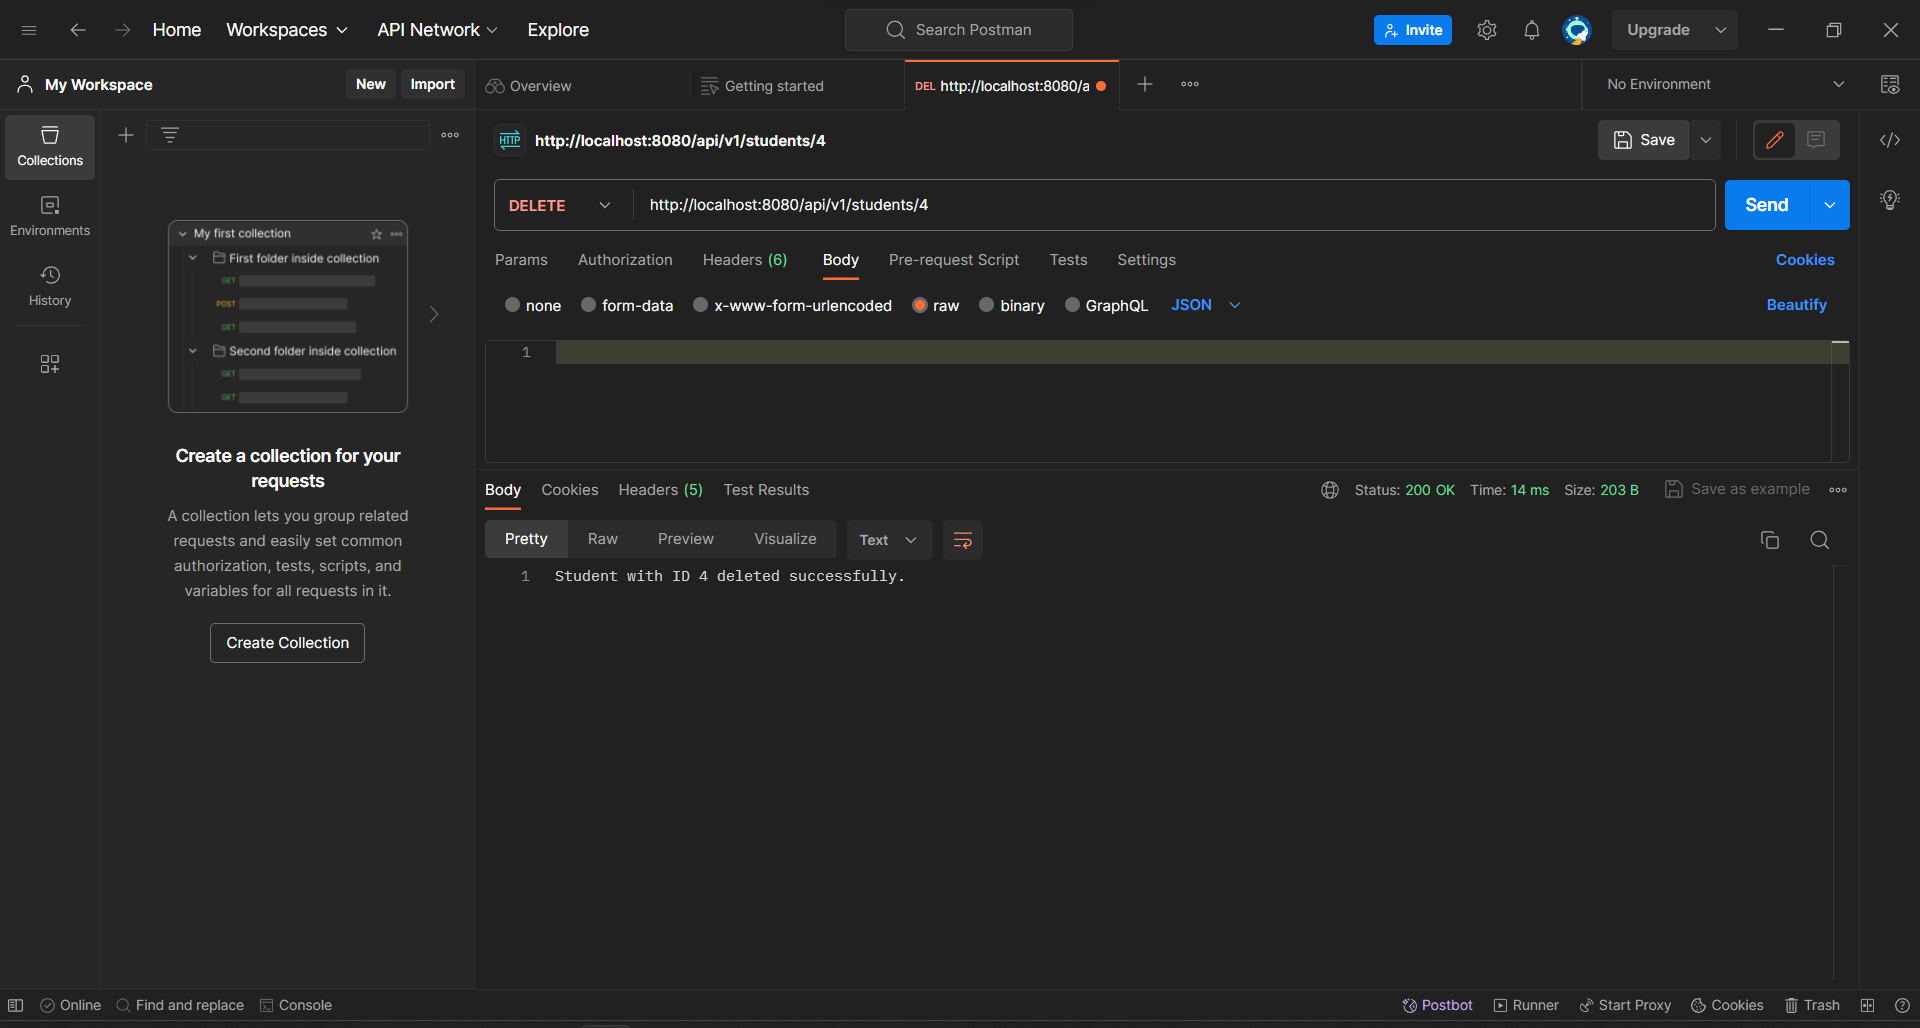 Home Workspaces API Network Explore Search Postman Invite Upgrade
My Workspace New Import Overview Getting started DEL http://localhost:8080/a No Environment
Collections
Environments
History
My first collection
First folder inside collection
GET
POST
GET
Second folder inside collection
GET
GET
Create a collection for your
requests
A collection lets you group related
requests and easily set common
authorization, tests, scripts, and
variables for all requests in it.
Create Collection
HTTP http://localhost:8080/api/v1/students/4 Save
DELETE http://localhost:8080/api/v1/students/4 Send
Params Authorization Headers (6) Body Pre-request Script Tests Settings Cookies
none form-data x-www-form-urlencoded raw binary GraphQL JSON Beautify
1
Body Cookies Headers (5) Test Results Status: 200 OK Time: 14 ms Size: 203 B Save as example
Pretty Raw Preview Visualize Text
1 Student with ID 4 deleted successfully.
Online Find and replace Console Postbot Runner Start Proxy Cookies Trash